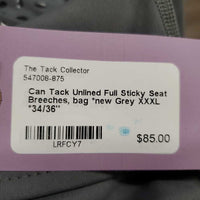 The Tack Collector
547008-875
Can Tack Unlined Full Sticky Seat
Breeches, bag *new Grey XXXL
*34/36"
$85.00
LRFCY7